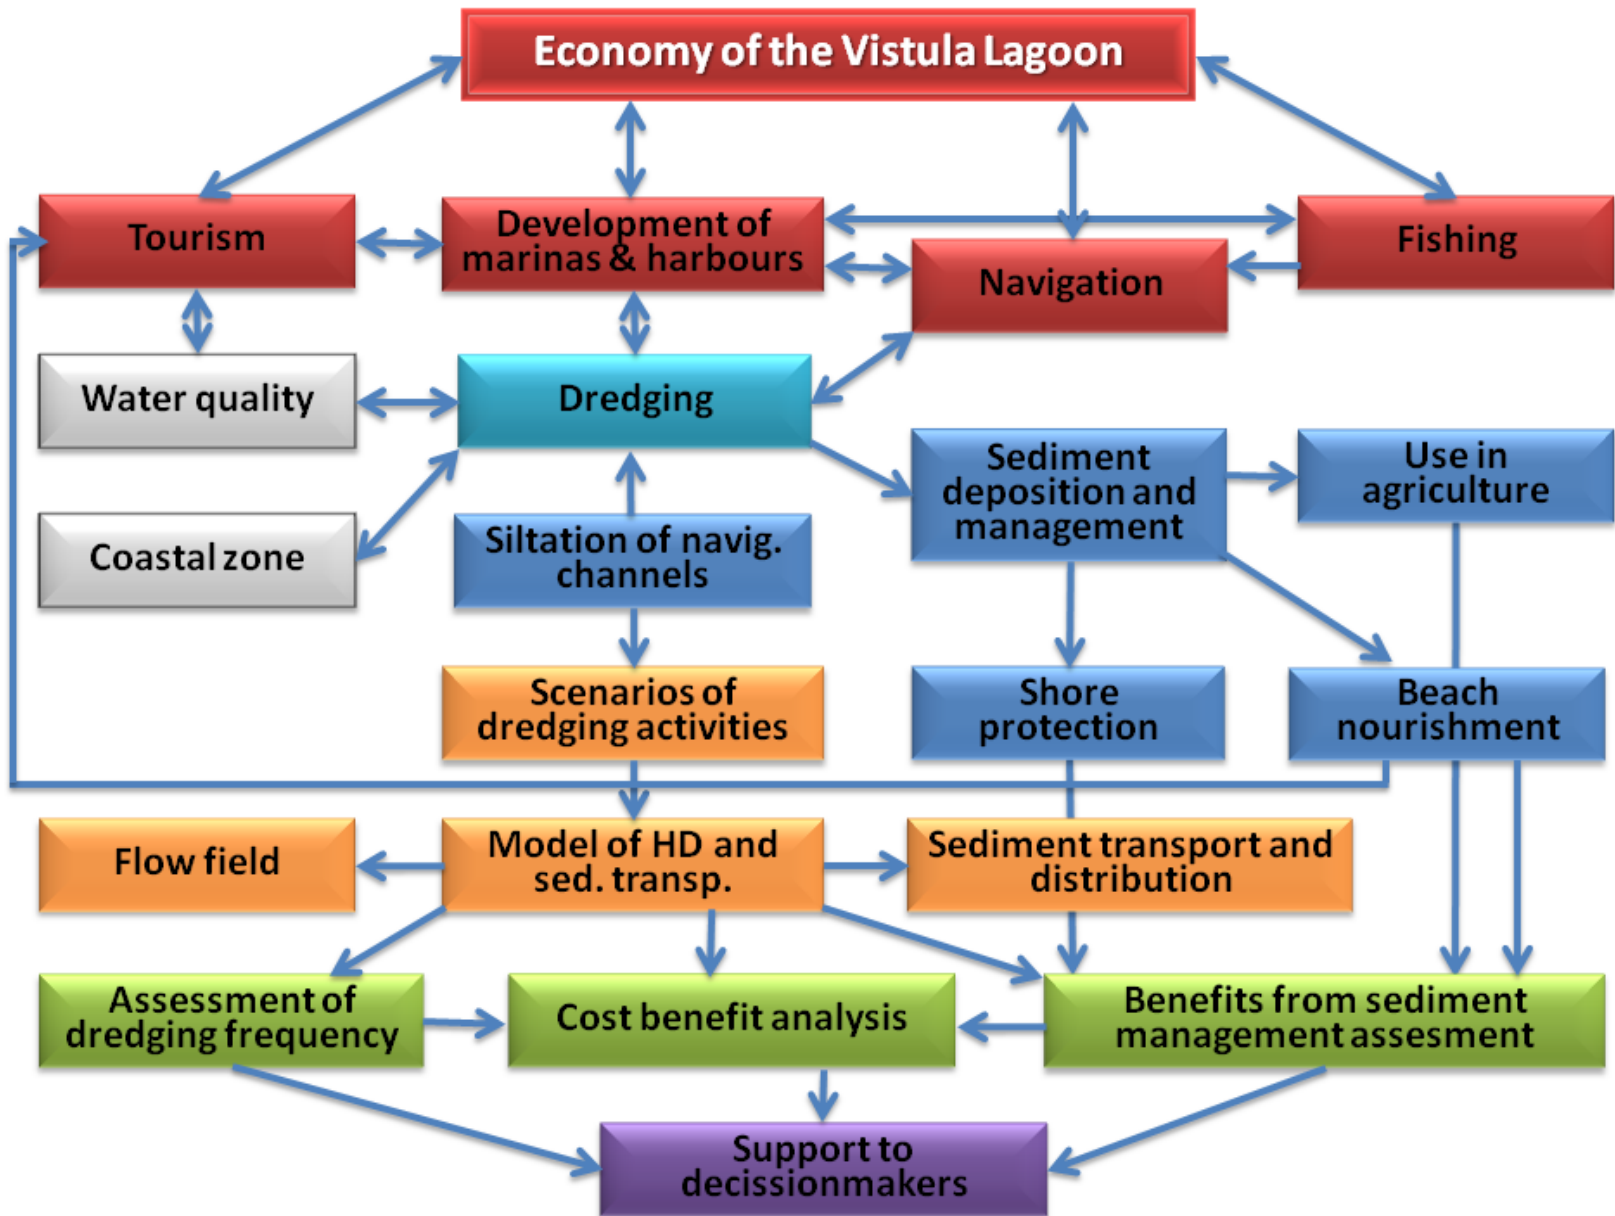 Economy of the Vistula Lagoon
Tourism
Development of
marinas & harbours
Navigation
Fishing
Water quality
Dredging
Sediment
deposition and
management
Use in
agriculture
Coastal zone
Siltation of navig.
channels
Scenarios of
dredging activities
Shore
protection
Beach
nourishment
Flow field
Model of HD and
sed. transp.
Sediment transport and
distribution
Assessment of
dredging frequency
Cost benefit analysis
Benefits from sediment
management assesment
Support to
decissionmakers